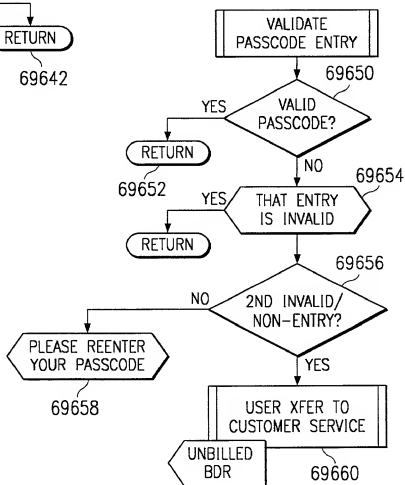 RETURN
69642
VALIDATE
PASSCODE ENTRY
69650
VALID
PASSCODE?
YES
RETURN
69652
NO
69654
THAT ENTRY
IS INVALID
YES
RETURN
69656
2ND INVALID/
NON-ENTRY?
NO
PLEASE REENTER
YOUR PASSCODE
69658
YES
USER XFER TO
CUSTOMER SERVICE
UNBILLED
BDR
69660